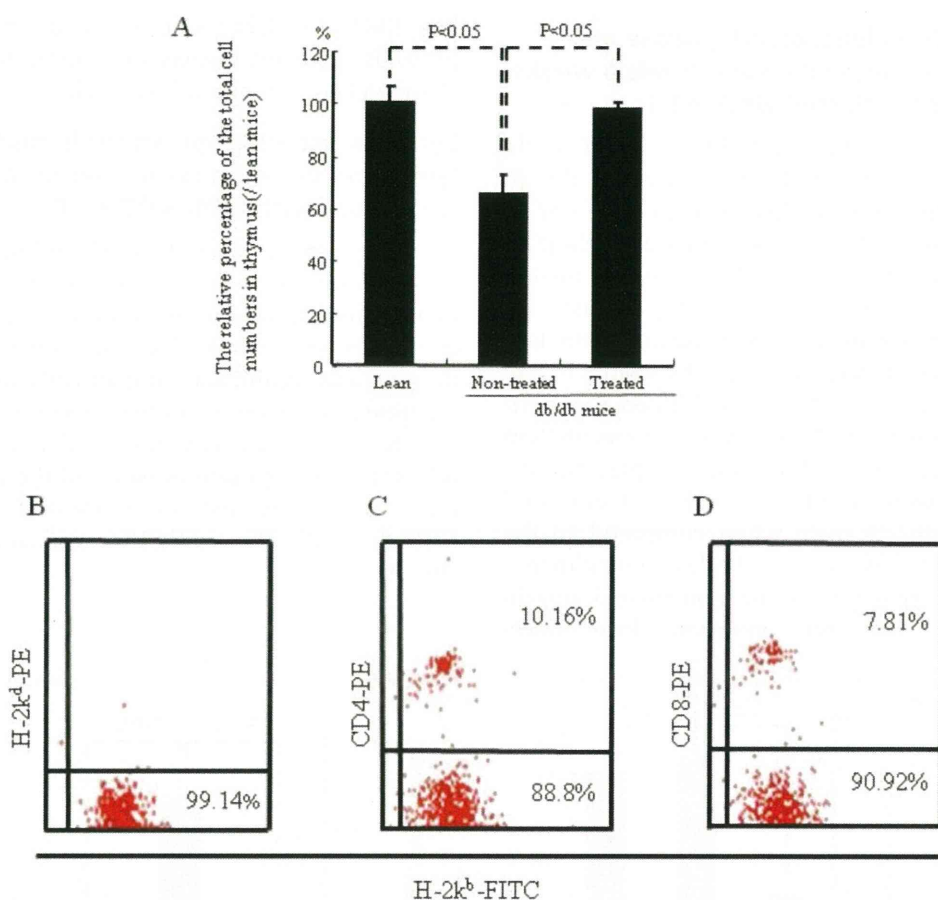 A
%
P<0.05 P<0.05
120
100
80
60
40
20
0
The relative percentage of the total cell
numbers in thymus(/ lean mice)
Lean Non-treated Treated
db/db mice
B C D
H-2kᵈ-PE
99.14%
CD4-PE
10.16%
88.8%
CD8-PE
7.81%
90.92%
H-2kᵇ-FITC